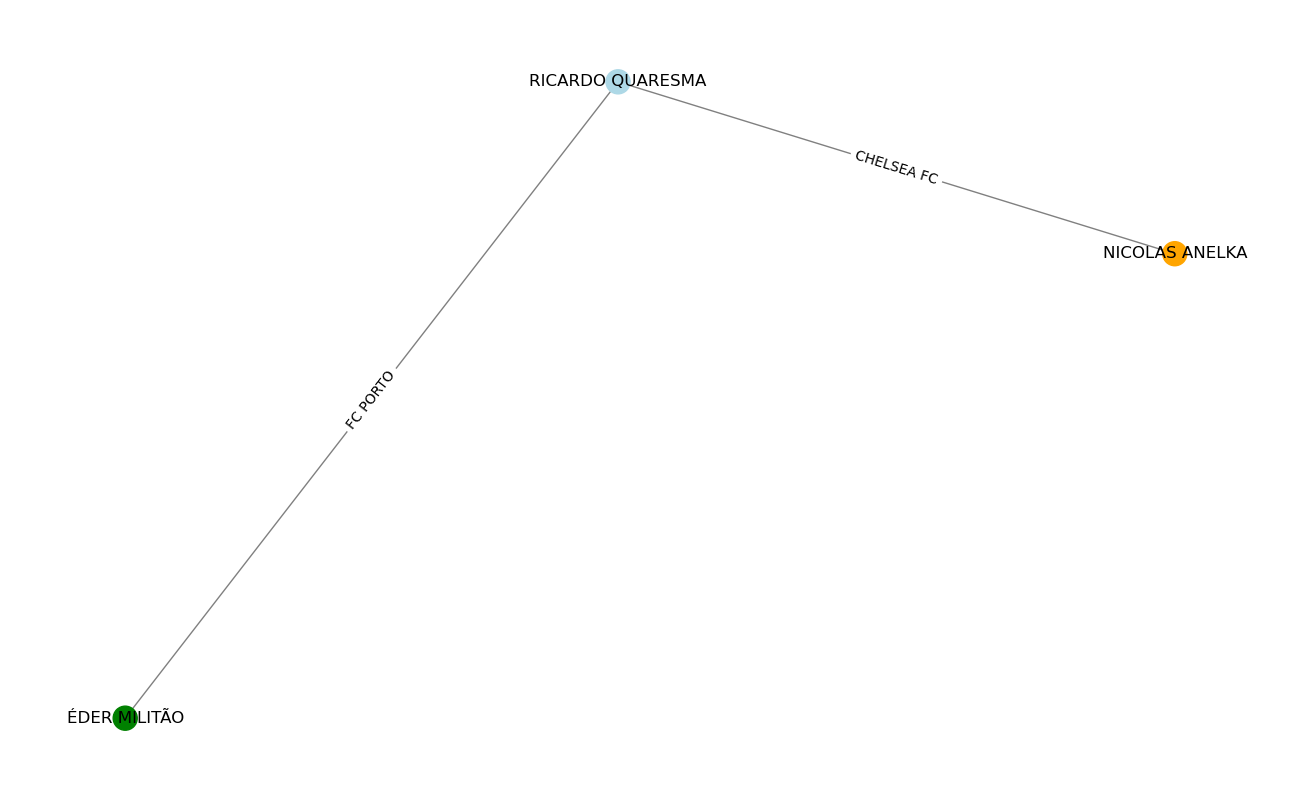 RICARDO QUARESMA
CHELSEA FC
NICOLAS ANELKA
FC PORTO
ÉDER MILITÃO